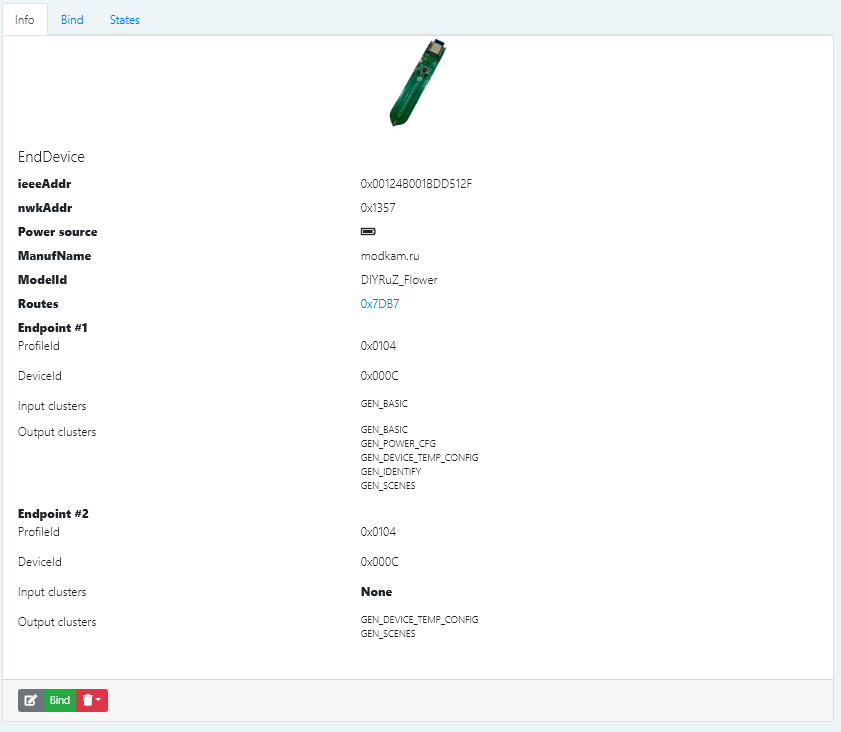 Info Bind States
EndDevice
ieeeAddr 0x00124B001BDD512F
nwkAddr 0x1357
Power source
ManufName modkam.ru
ModelId DIYRuZ_Flower
Routes 0x7DB7
Endpoint #1
ProfileId 0x0104
DeviceId 0x000C
Input clusters GEN_BASIC
Output clusters GEN_BASIC
GEN_POWER_CFG
GEN_DEVICE_TEMP_CONFIG
GEN_IDENTIFY
GEN_SCENES
Endpoint #2
ProfileId 0x0104
DeviceId 0x000C
Input clusters None
Output clusters GEN_DEVICE_TEMP_CONFIG
GEN_SCENES
Bind